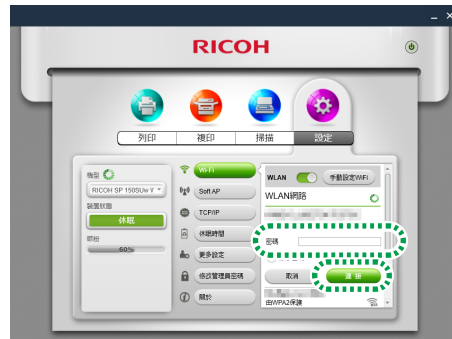 RICOH
列印
複印
掃描
設定
機型
RICOH SP 150SUw V
裝置狀態
休眠
碳粉
60%
Wi-Fi
Soft AP
TCP/IP
休眠時間
更多設定
修改管理員密碼
關於
WLAN
手動設定WiFi
WLAN網路
密碼
取消
連接
由WPA2保護